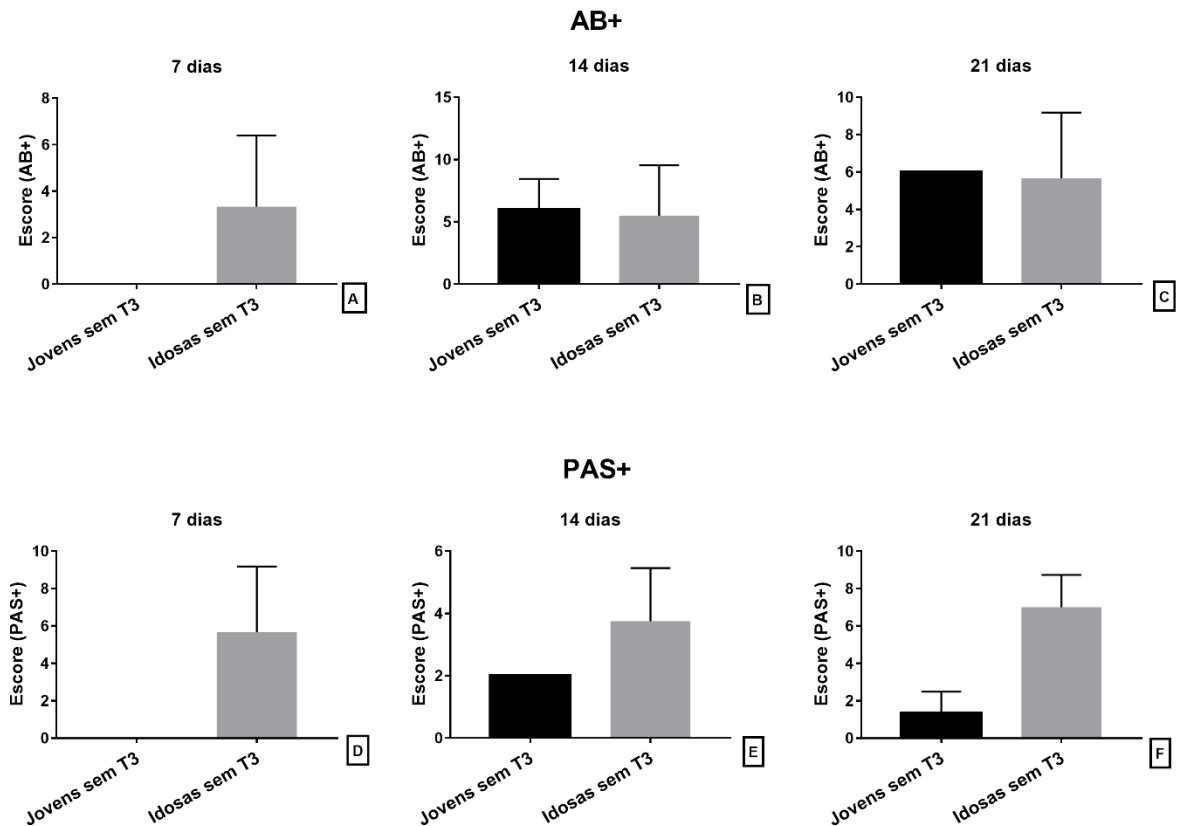 AB+
7 dias
14 dias
21 dias
Escore (AB+)
8
6
4
2
0
Jovens sem T3
Idosas sem T3
A
Escore (AB+)
15
10
5
0
Jovens sem T3
Idosas sem T3
B
Escore (AB+)
10
8
6
4
2
0
Jovens sem T3
Idosas sem T3
C
PAS+
7 dias
14 dias
21 dias
Escore (PAS+)
10
8
6
4
2
0
Jovens sem T3
Idosas sem T3
D
Escore (PAS+)
6
4
2
0
Jovens sem T3
Idosas sem T3
E
Escore (PAS+)
10
8
6
4
2
0
Jovens sem T3
Idosas sem T3
F